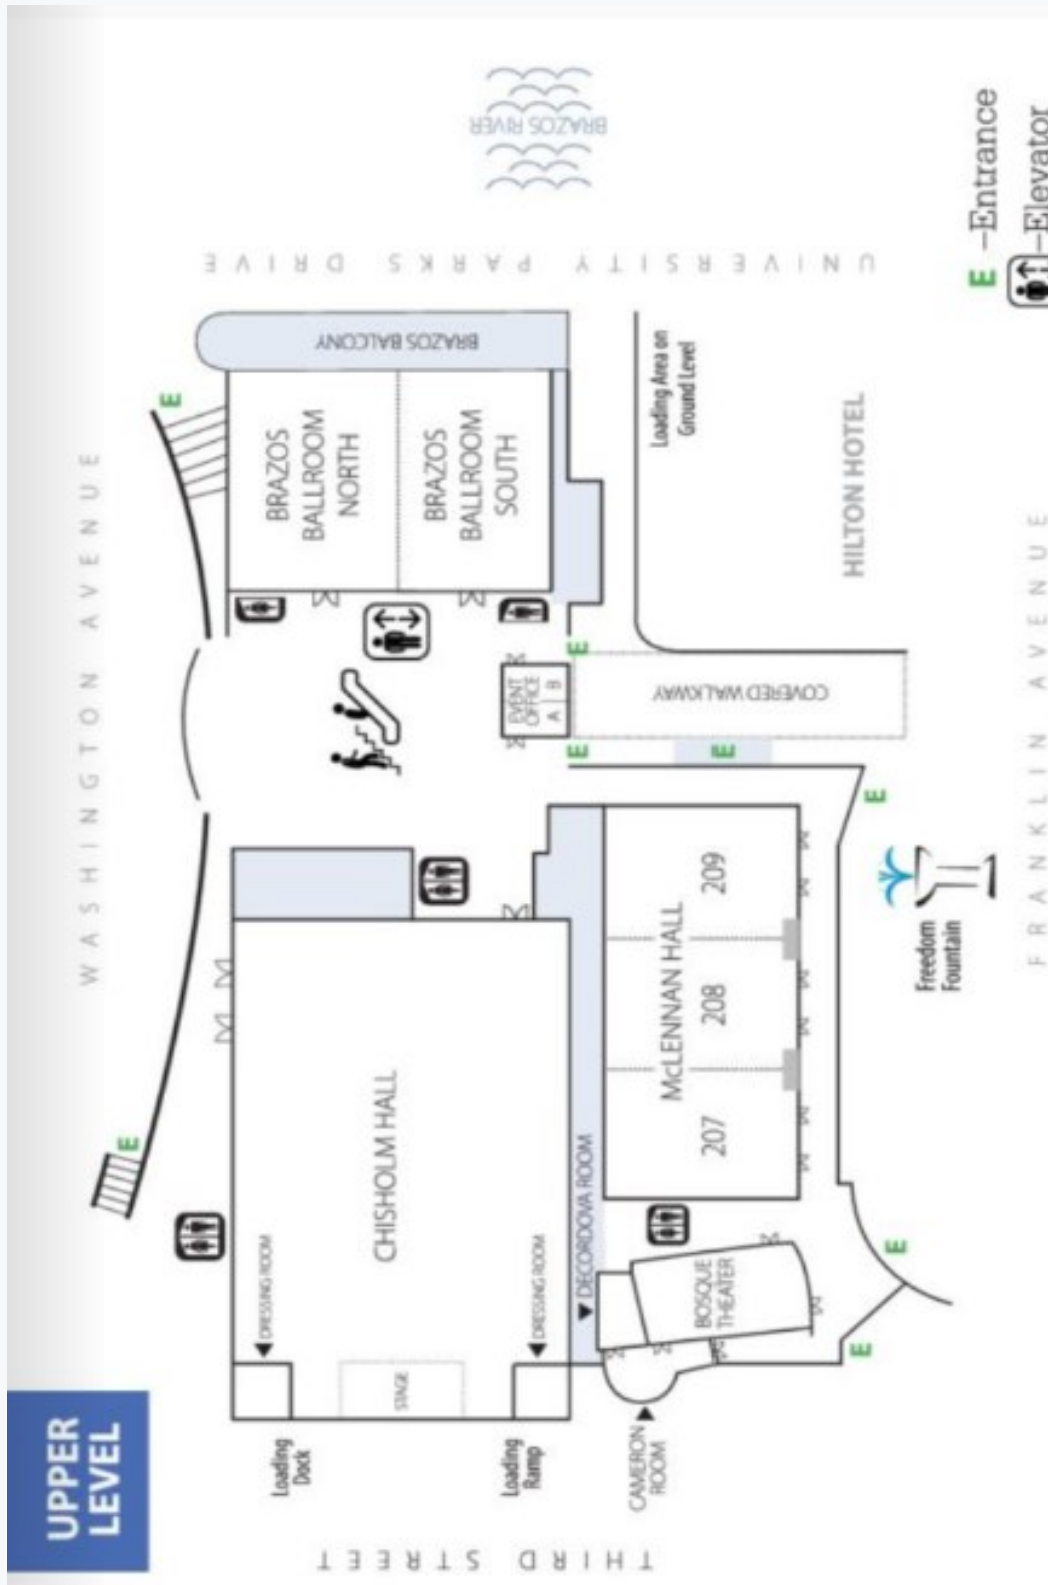 UPPER
LEVEL
WASHINGTON AVENUE
E
E
Loading
Dock
DRESSING ROOM
CHISHOLM HALL
STAGE
Loading
Ramp
DRESSING ROOM
BRAZOS
BALLROOM
NORTH
BRAZOS
BALLROOM
SOUTH
BRAZOS BALCONY
UNIVERSITY PARKS DRIVE
BRAZOS RIVER
EVENT
OFFICE
A B
E
E
E
COVERED WALKWAY
DECORDOVA ROOM
McLENNAN HALL
207
208
209
BOSQUE
THEATER
CAMERON
ROOM
E
E
E
Loading Area on
Ground Level
HILTON HOTEL
Freedom
Fountain
THIRD STREET
FRANKLIN AVENUE
E –Entrance
–Elevator